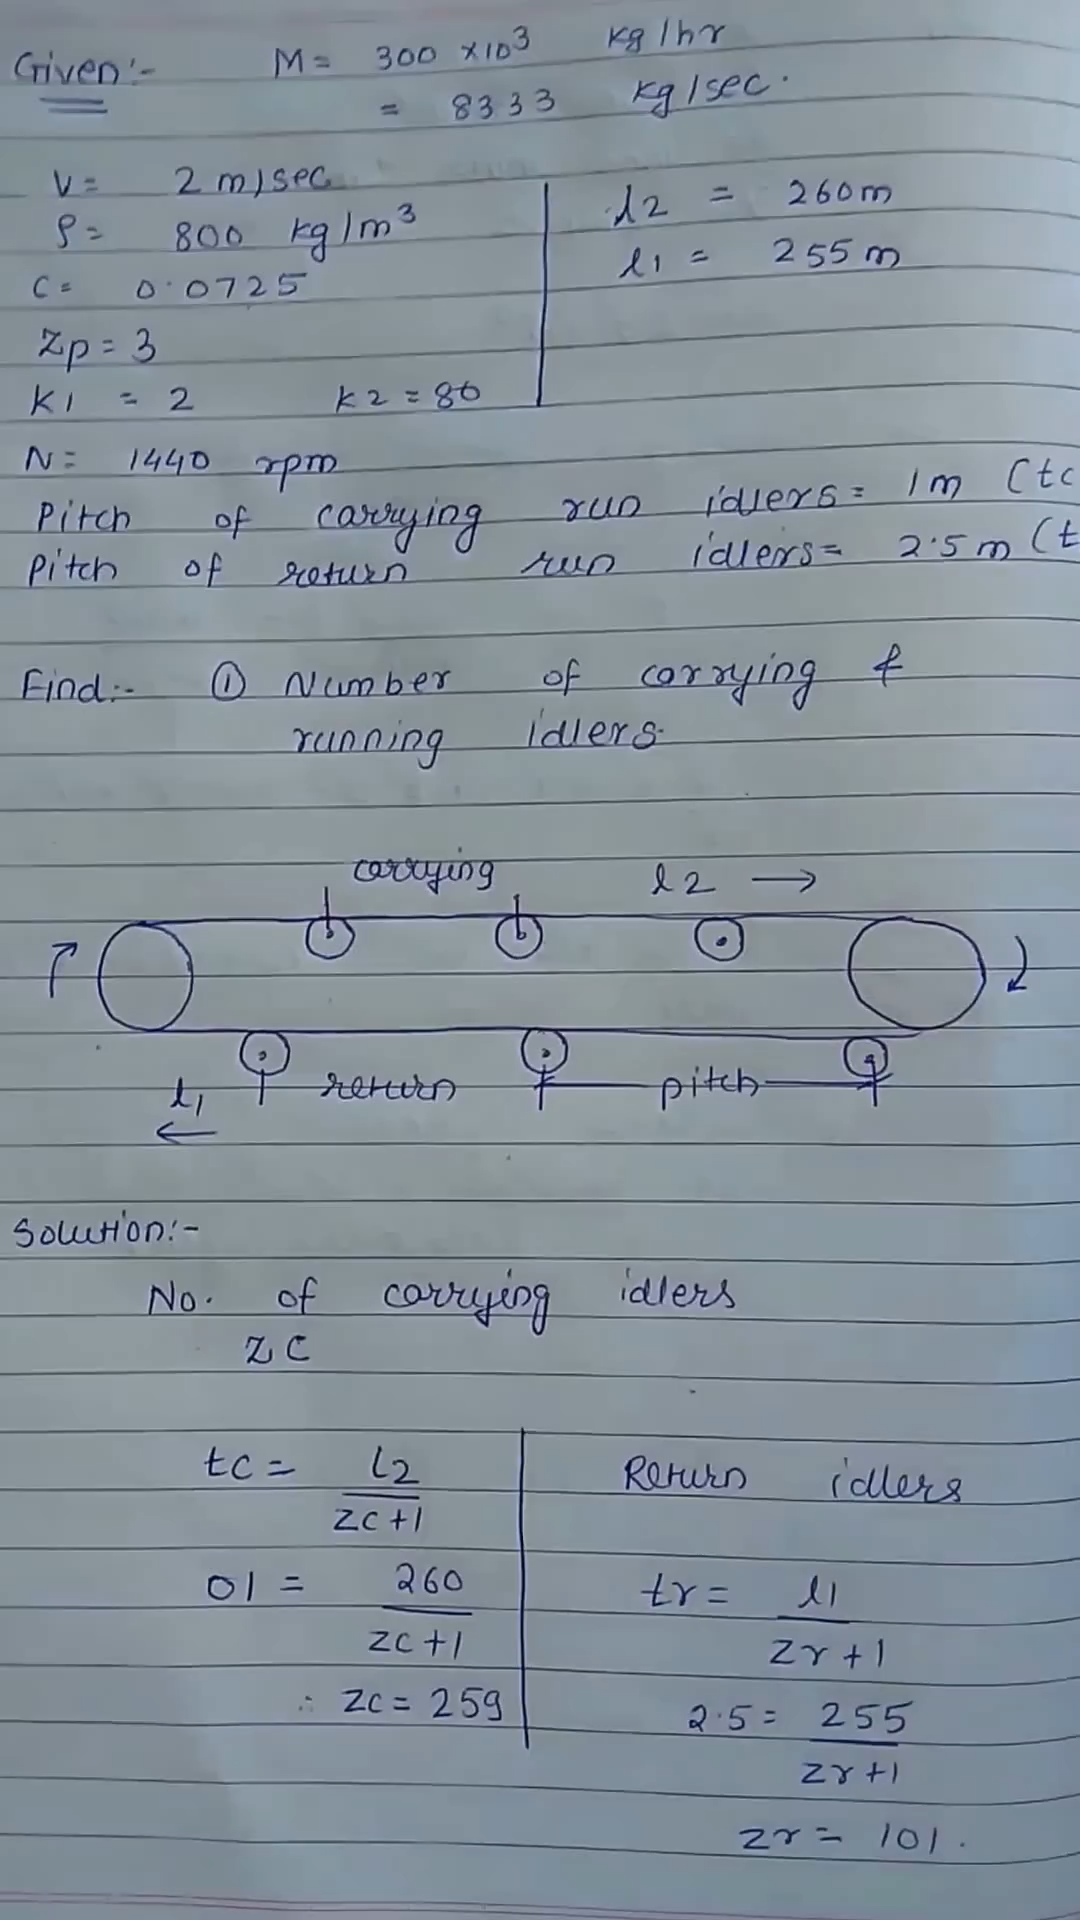 Given:- M = 300 ×10³ kg/hr
= 8333 kg/sec.
V = 2 m/sec
ρ = 800 kg/m³
C = 0.0725
Zp = 3
K1 = 2 K2 = 80
l2 = 260m
l1 = 255 m
N = 1440 rpm
Pitch of carrying run idlers = 1m (tc
Pitch of return run idlers = 2.5 m (t
Find:- ① Number of carrying &
running idlers.
carrying l2 →
l1 return pitch
←
Solution:-
No. of carrying idlers
ZC
tc = l2
zc+1
01 = 260
zc+1
∴ zc = 259
Return idlers
tr = l1
zr+1
2.5 = 255
zr+1
zr = 101.